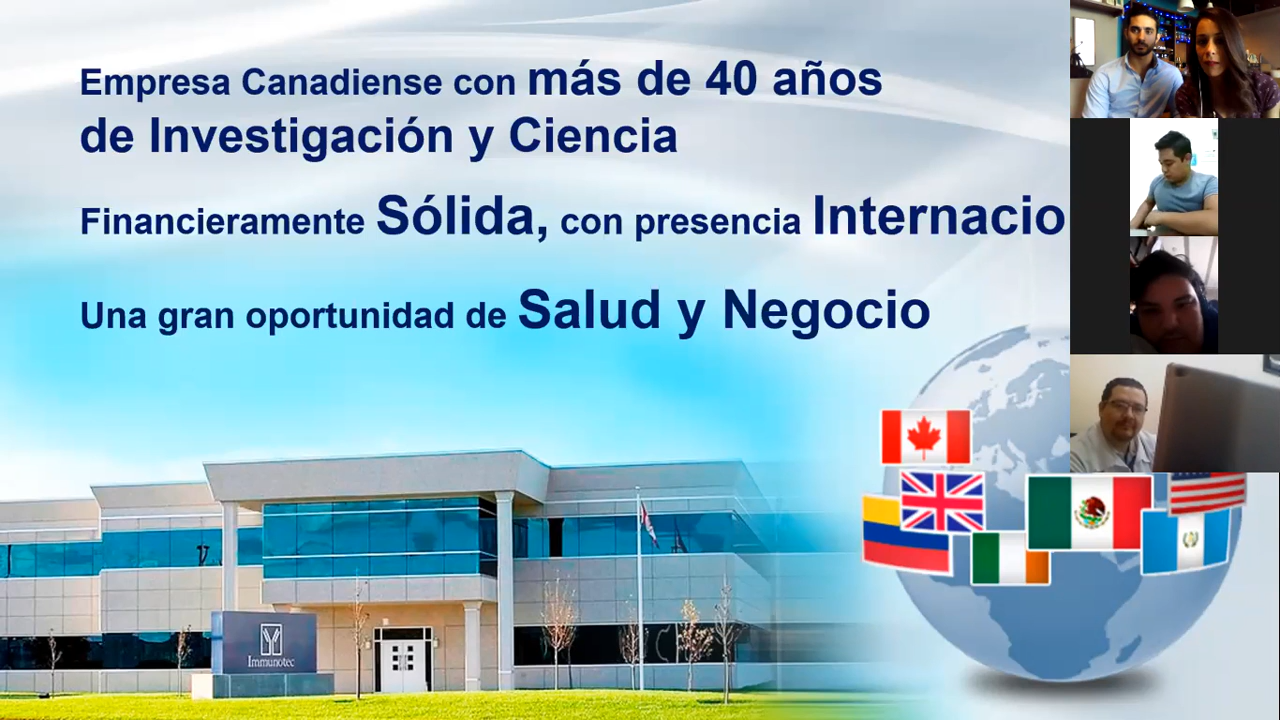 Empresa Canadiense con más de 40 años
de Investigación y Ciencia
Financieramente Sólida, con presencia Internacio
Una gran oportunidad de Salud y Negocio
Immunotec